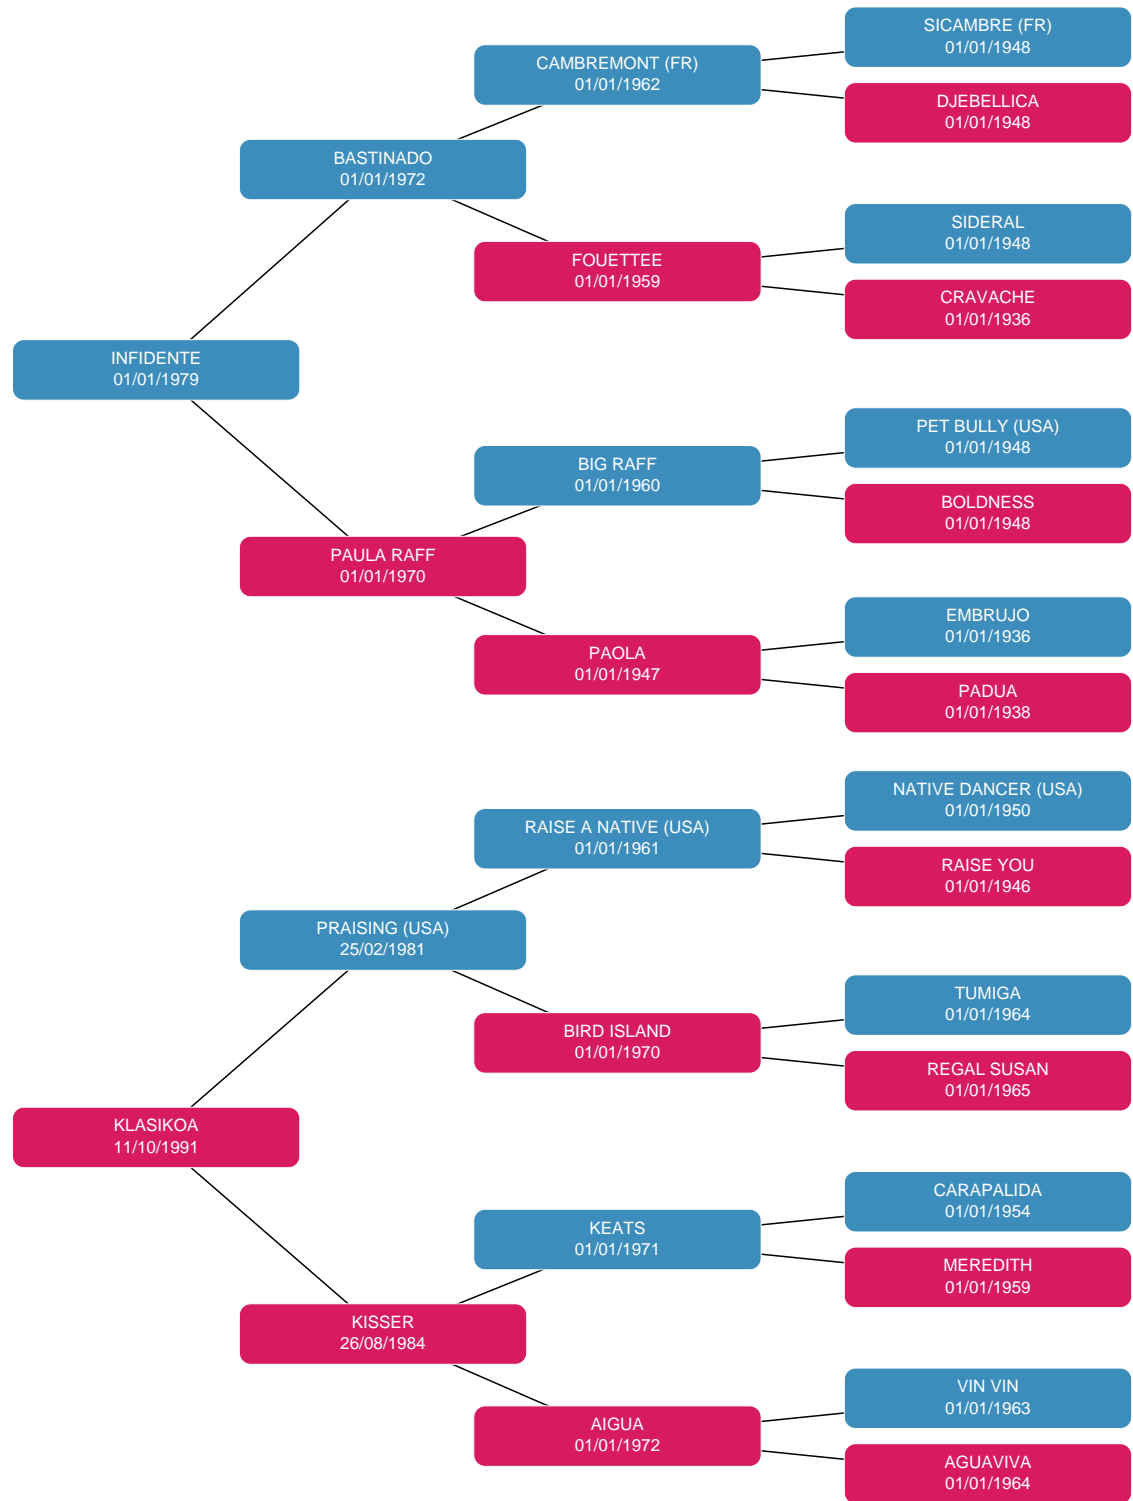 SICAMBRE (FR)
01/01/1948
CAMBREMONT (FR)
01/01/1962
DJEBELLICA
01/01/1948
BASTINADO
01/01/1972
SIDERAL
01/01/1948
FOUETTEE
01/01/1959
CRAVACHE
01/01/1936
INFIDENTE
01/01/1979
PET BULLY (USA)
01/01/1948
BIG RAFF
01/01/1960
BOLDNESS
01/01/1948
PAULA RAFF
01/01/1970
EMBRUJO
01/01/1936
PAOLA
01/01/1947
PADUA
01/01/1938
NATIVE DANCER (USA)
01/01/1950
RAISE A NATIVE (USA)
01/01/1961
RAISE YOU
01/01/1946
PRAISING (USA)
25/02/1981
TUMIGA
01/01/1964
BIRD ISLAND
01/01/1970
REGAL SUSAN
01/01/1965
KLASIKOA
11/10/1991
CARAPALIDA
01/01/1954
KEATS
01/01/1971
MEREDITH
01/01/1959
KISSER
26/08/1984
VIN VIN
01/01/1963
AIGUA
01/01/1972
AGUAVIVA
01/01/1964